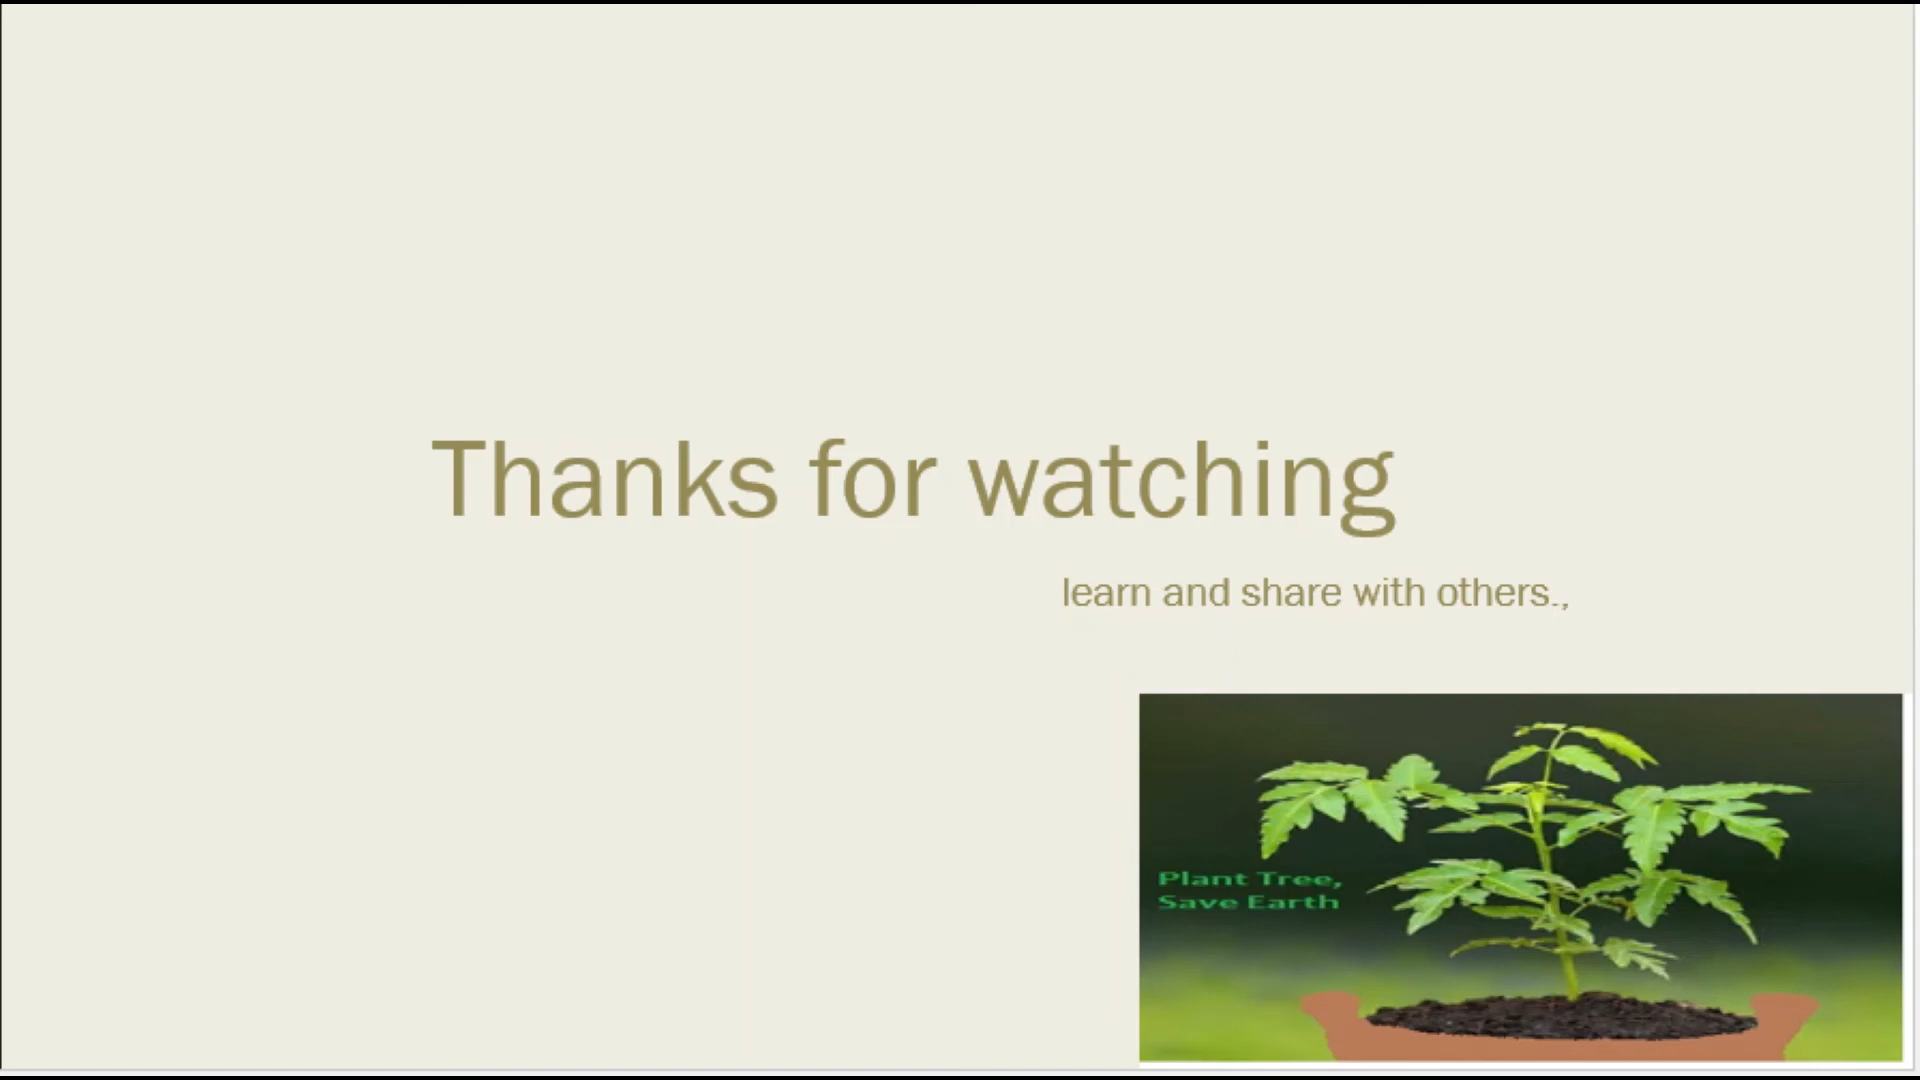 Thanks for watching
learn and share with others.,
Plant Tree,
Save Earth